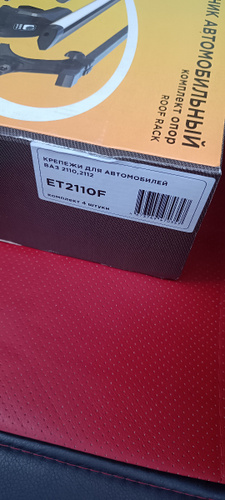 НИК АВТОМОБИЛЬНЫЙ
комплект опор
ROOF RACK
КРЕПЕЖИ ДЛЯ АВТОМОБИЛЕЙ
ВАЗ 2110,2112
ET2110F
комплект 4 штуки